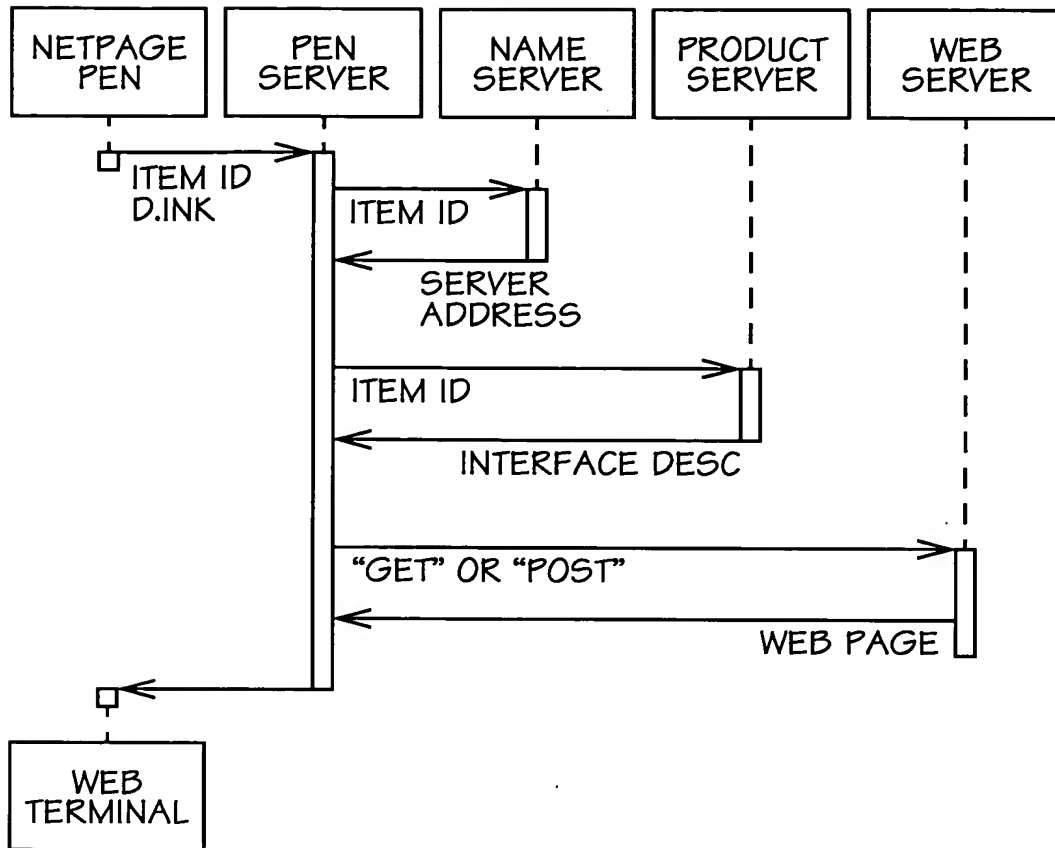 NETPAGE
PEN
PEN
SERVER
NAME
SERVER
PRODUCT
SERVER
WEB
SERVER
ITEM ID
D.INK
ITEM ID
SERVER
ADDRESS
ITEM ID
INTERFACE DESC
“GET” OR “POST”
WEB PAGE
WEB
TERMINAL